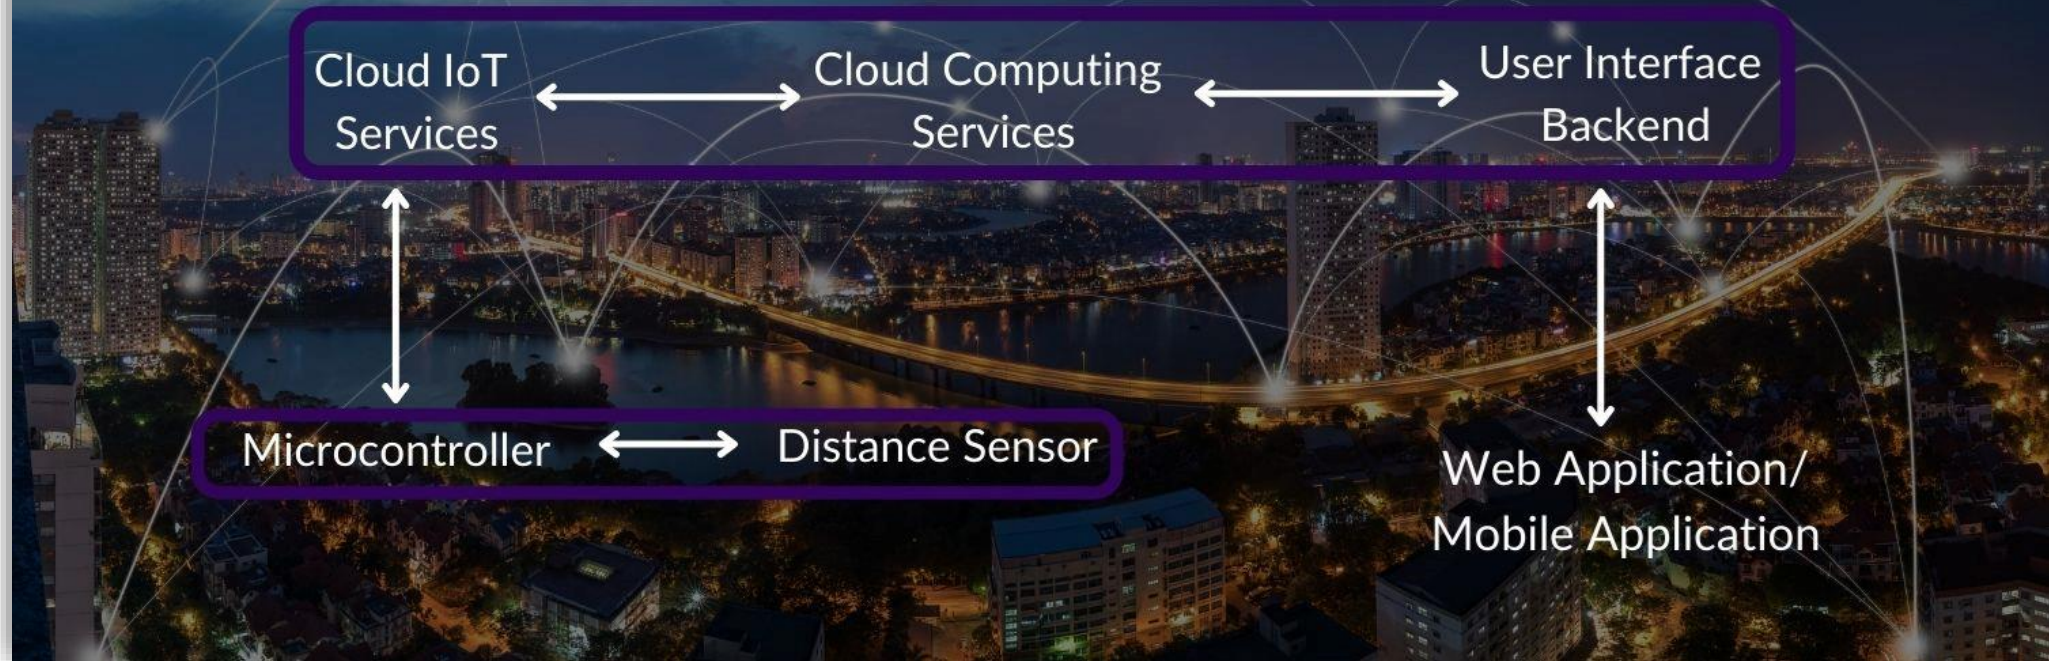 Cloud IoT
Services
Cloud Computing
Services
User Interface
Backend
Microcontroller
Distance Sensor
Web Application/
Mobile Application